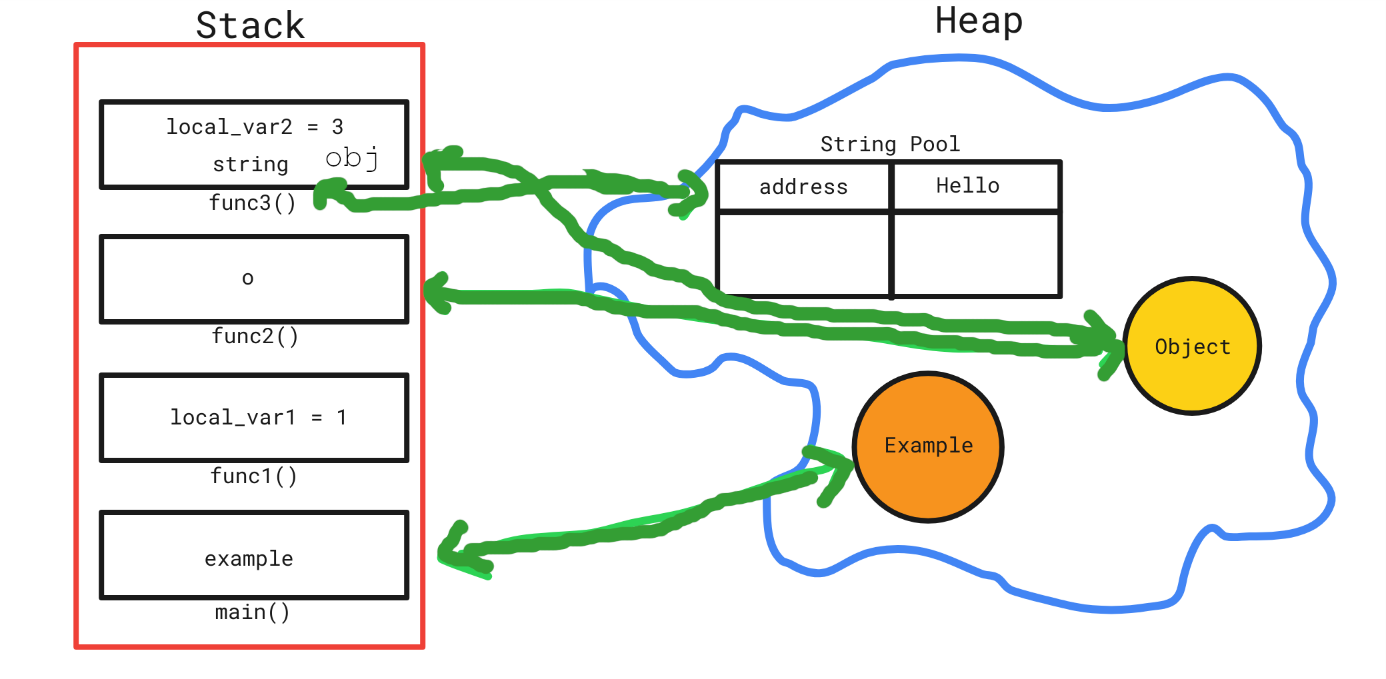 Stack
local_var2 = 3
string obj
func3()
o
func2()
local_var1 = 1
func1()
example
main()
Heap
String Pool
address Hello
Object
Example